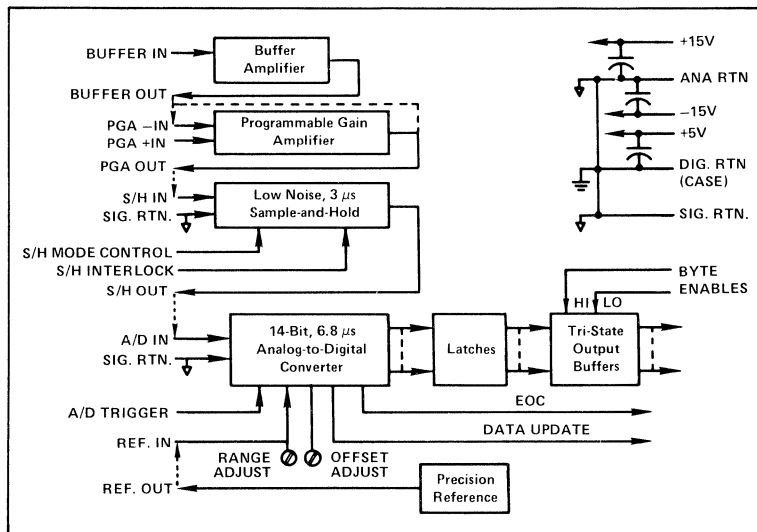 BUFFER IN
Buffer
Amplifier
BUFFER OUT
PGA −IN
PGA +IN
Programmable Gain
Amplifier
PGA OUT
S/H IN
SIG. RTN.
Low Noise, 3 μs
Sample-and-Hold
S/H MODE CONTROL
S/H INTERLOCK
S/H OUT
+15V
ANA RTN
−15V
+5V
DIG. RTN
(CASE)
SIG. RTN.
BYTE
ENABLES
HI LO
A/D IN
SIG. RTN.
14-Bit, 6.8 μs
Analog-to-Digital
Converter
Latches
Tri-State
Output
Buffers
A/D TRIGGER
EOC
DATA UPDATE
REF. IN
RANGE
ADJUST
OFFSET
ADJUST
REF. OUT
Precision
Reference